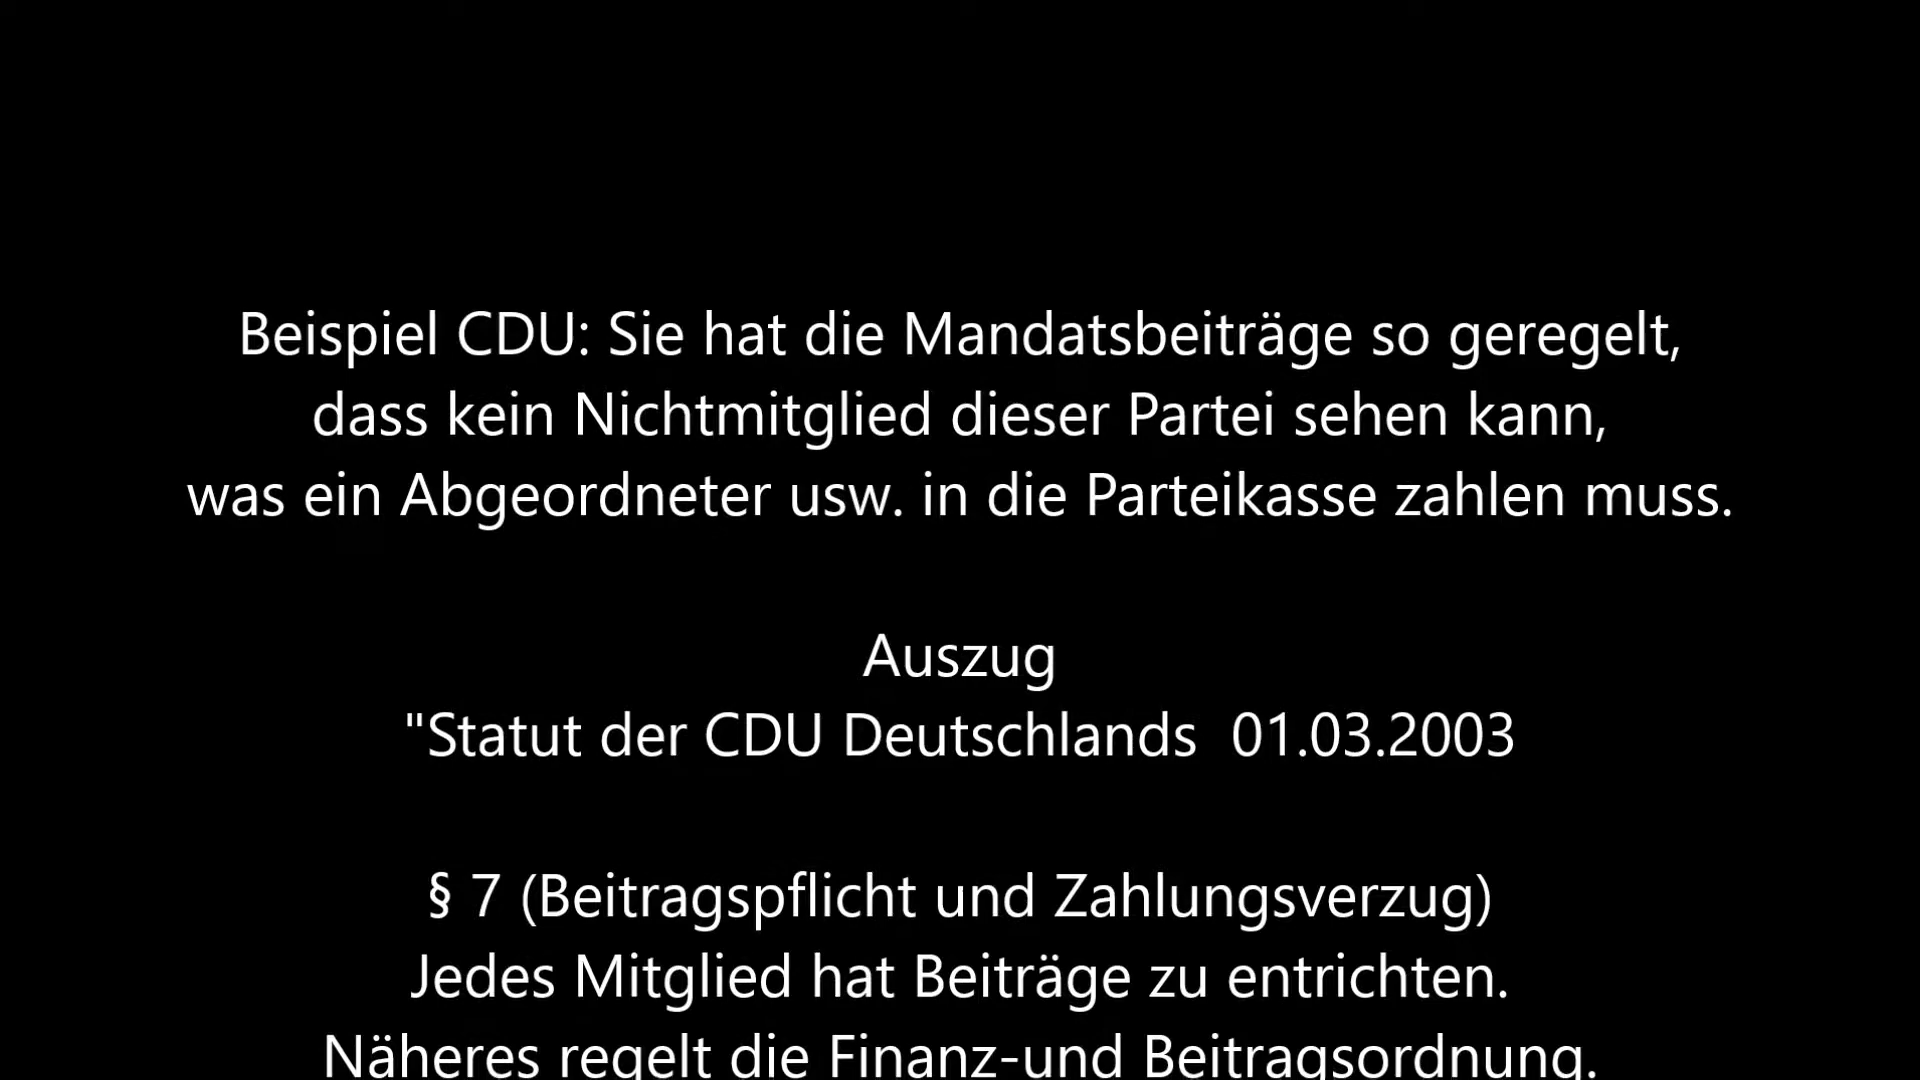 Beispiel CDU: Sie hat die Mandatsbeiträge so geregelt,
dass kein Nichtmitglied dieser Partei sehen kann,
was ein Abgeordneter usw. in die Parteikasse zahlen muss.
Auszug
"Statut der CDU Deutschlands  01.03.2003
§ 7 (Beitragspflicht und Zahlungsverzug)
Jedes Mitglied hat Beiträge zu entrichten.
Näheres regelt die Finanz-und Beitragsordnung.